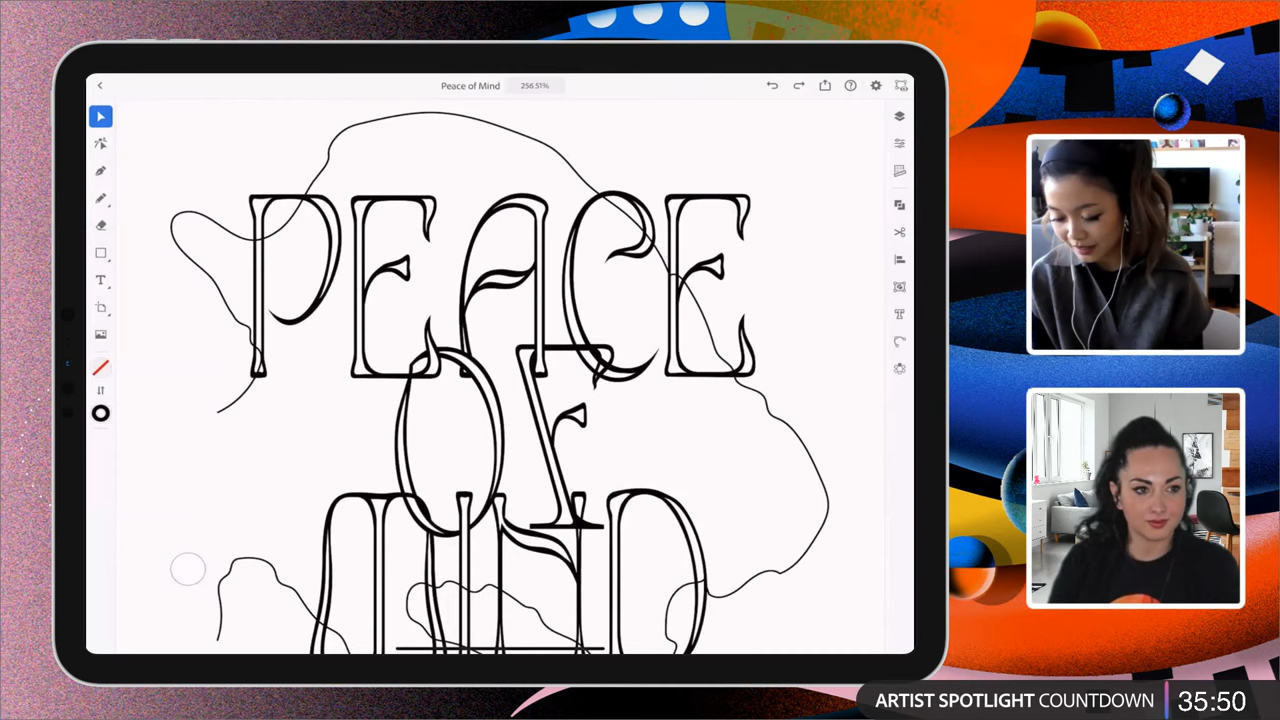 Peace of Mind 256.51%
PEACE
OF
MIND
ARTIST SPOTLIGHT COUNTDOWN 35:50